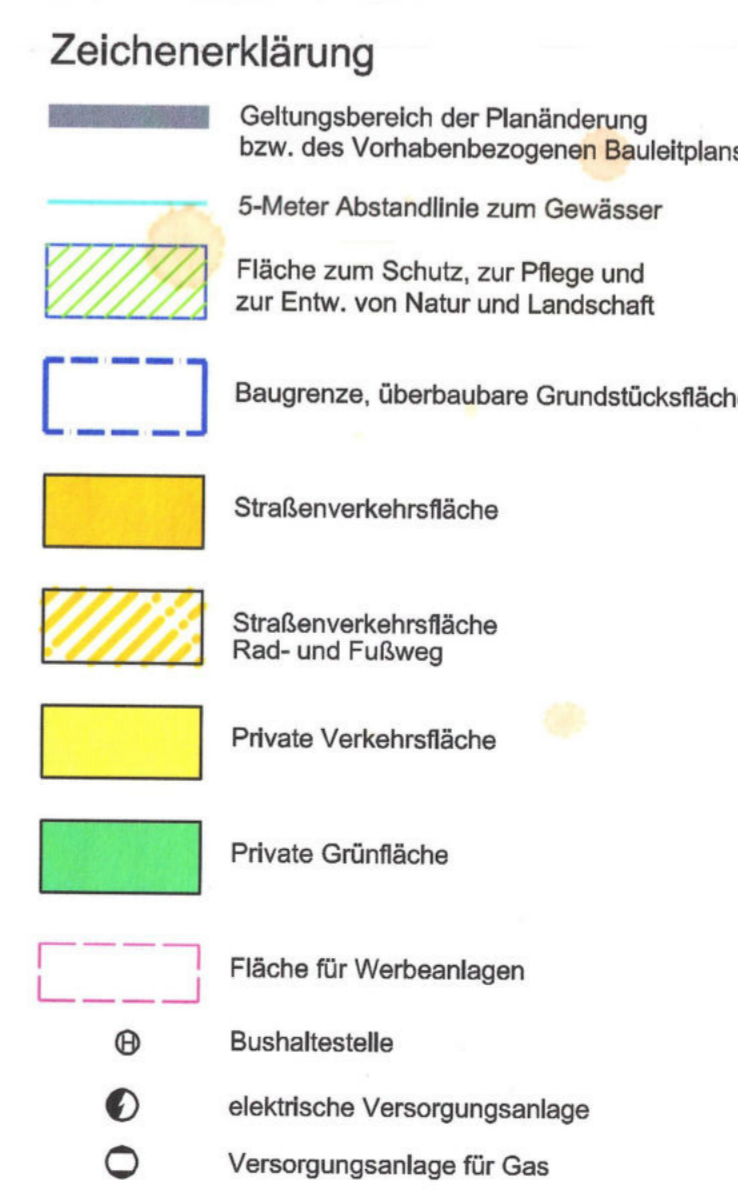 Zeichenerklärung
Geltungsbereich der Planänderung
bzw. des Vorhabenbezogenen Bauleitplans
5-Meter Abstandlinie zum Gewässer
Fläche zum Schutz, zur Pflege und
zur Entw. von Natur und Landschaft
Baugrenze, überbaubare Grundstücksfläch
Straßenverkehrsfläche
Straßenverkehrsfläche
Rad- und Fußweg
Private Verkehrsfläche
Private Grünfläche
Fläche für Werbeanlagen
H Bushaltestelle
elektrische Versorgungsanlage
Versorgungsanlage für Gas